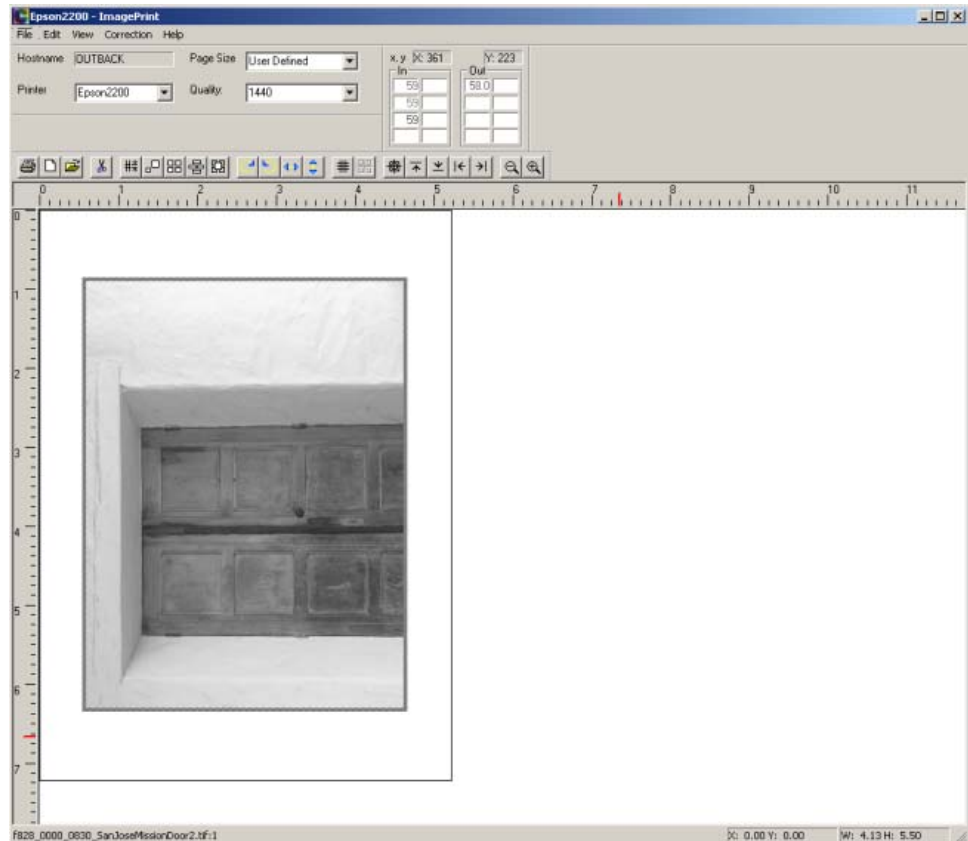 Epson2200 - ImagePrint
File Edit View Correction Help
Hostname OUTBACK Page Size User Defined x, y X: 361 Y: 223
In Out
59 58.0
Printer Epson2200 Quality: 1440
59
59
0 1 2 3 4 5 6 7 8 9 10 11
0
1
2
3
4
5
6
7
f828_0000_0830_SanJoseMissionDoor2.tif:1 X: 0.00 Y: 0.00 W: 4.13 H: 5.50